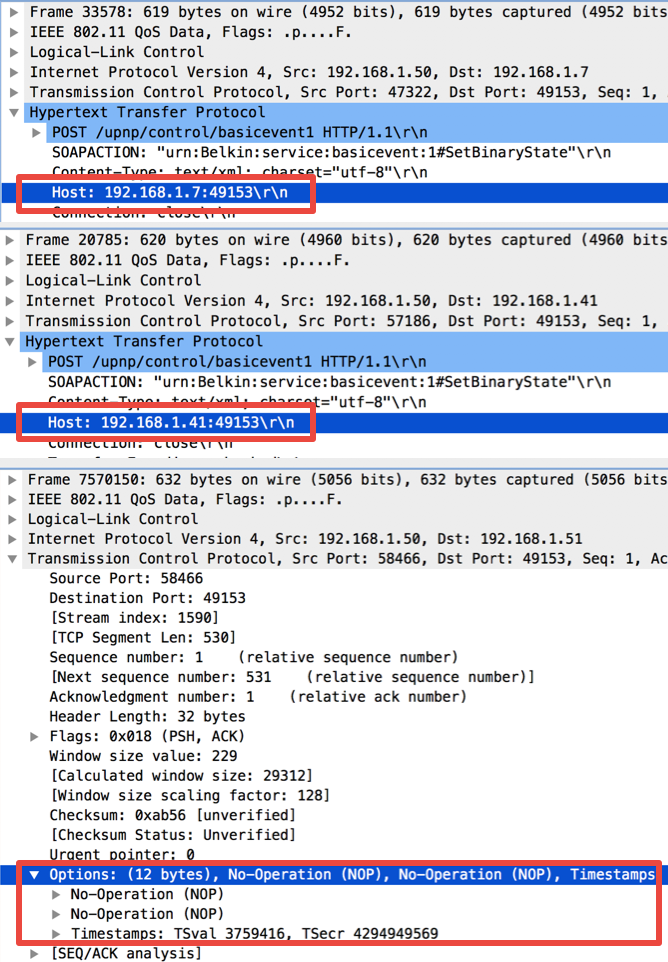 Frame 33578: 619 bytes on wire (4952 bits), 619 bytes captured (4952 bits
IEEE 802.11 QoS Data, Flags: .p....F.
Logical-Link Control
Internet Protocol Version 4, Src: 192.168.1.50, Dst: 192.168.1.7
Transmission Control Protocol, Src Port: 47322, Dst Port: 49153, Seq: 1,
Hypertext Transfer Protocol
POST /upnp/control/basicevent1 HTTP/1.1\r\n
SOAPACTION: "urn:Belkin:service:basicevent:1#SetBinaryState"\r\n
Content-Type: text/xml; charset="utf-8"\r\n
Host: 192.168.1.7:49153\r\n
Connection: close\r\n
Frame 20785: 620 bytes on wire (4960 bits), 620 bytes captured (4960 bits
IEEE 802.11 QoS Data, Flags: .p....F.
Logical-Link Control
Internet Protocol Version 4, Src: 192.168.1.50, Dst: 192.168.1.41
Transmission Control Protocol, Src Port: 57186, Dst Port: 49153, Seq: 1,
Hypertext Transfer Protocol
POST /upnp/control/basicevent1 HTTP/1.1\r\n
SOAPACTION: "urn:Belkin:service:basicevent:1#SetBinaryState"\r\n
Content-Type: text/xml; charset="utf-8"\r\n
Host: 192.168.1.41:49153\r\n
Connection: close\r\n
Frame 7570150: 632 bytes on wire (5056 bits), 632 bytes captured (5056 bits
IEEE 802.11 QoS Data, Flags: .p....F.
Logical-Link Control
Internet Protocol Version 4, Src: 192.168.1.50, Dst: 192.168.1.51
Transmission Control Protocol, Src Port: 58466, Dst Port: 49153, Seq: 1, Ac
Source Port: 58466
Destination Port: 49153
[Stream index: 1590]
[TCP Segment Len: 530]
Sequence number: 1 (relative sequence number)
[Next sequence number: 531 (relative sequence number)]
Acknowledgment number: 1 (relative ack number)
Header Length: 32 bytes
Flags: 0x018 (PSH, ACK)
Window size value: 229
[Calculated window size: 29312]
[Window size scaling factor: 128]
Checksum: 0xab56 [unverified]
[Checksum Status: Unverified]
Urgent pointer: 0
Options: (12 bytes), No-Operation (NOP), No-Operation (NOP), Timestamps
No-Operation (NOP)
No-Operation (NOP)
Timestamps: TSval 3759416, TSecr 4294949569
[SEQ/ACK analysis]